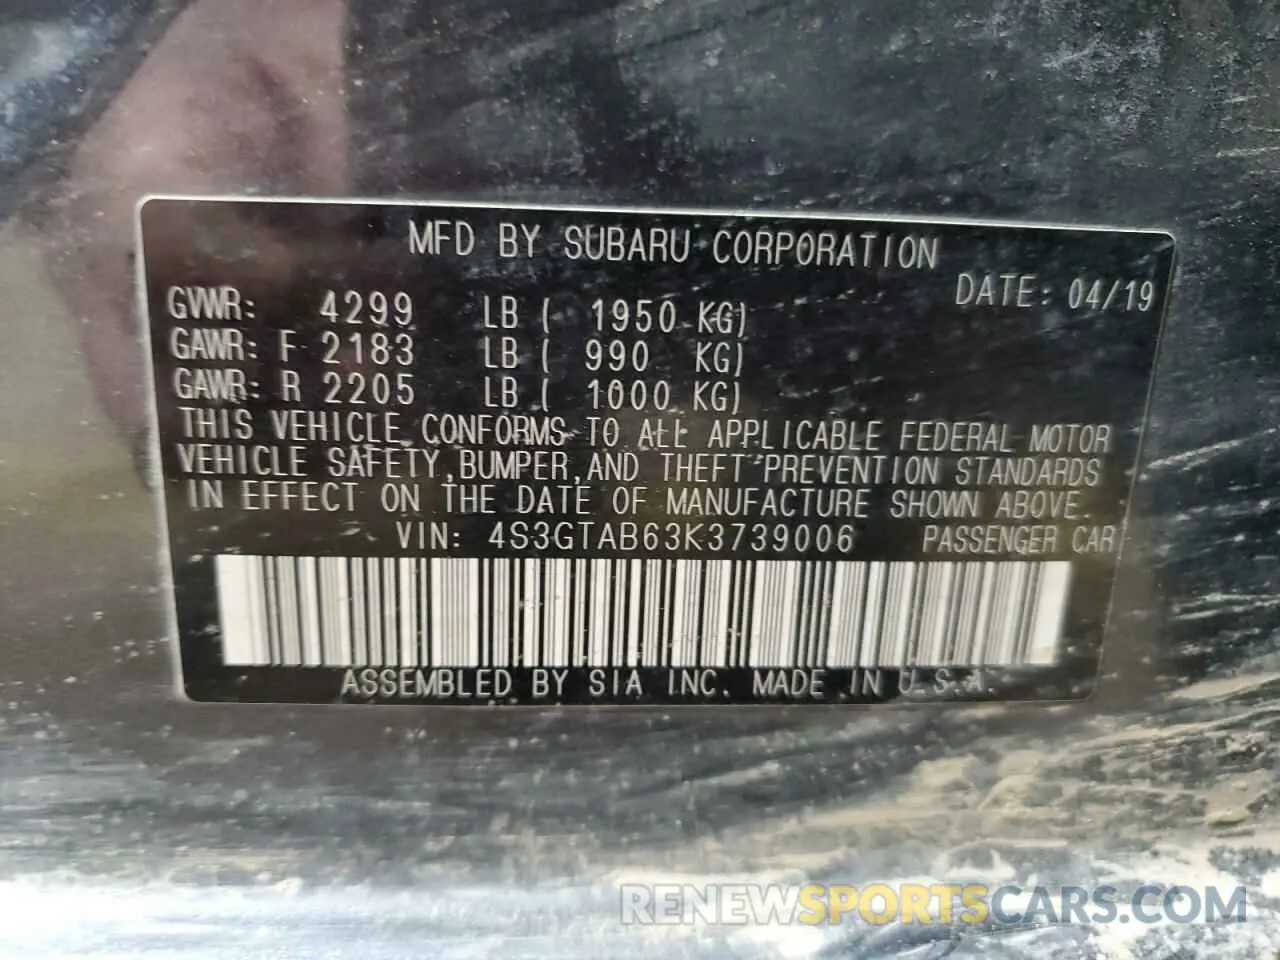 MFD BY SUBARU CORPORATION
DATE: 04/19
GVWR: 4299 LB ( 1950 KG)
GAWR: F 2183 LB ( 990 KG)
GAWR: R 2205 LB ( 1000 KG)
THIS VEHICLE CONFORMS TO ALL APPLICABLE FEDERAL MOTOR
VEHICLE SAFETY, BUMPER, AND THEFT PREVENTION STANDARDS
IN EFFECT ON THE DATE OF MANUFACTURE SHOWN ABOVE.
VIN: 4S3GTAB63K3739006 PASSENGER CAR
ASSEMBLED BY SIA INC. MADE IN U.S.A.
RENEWSPORTSCARS.COM